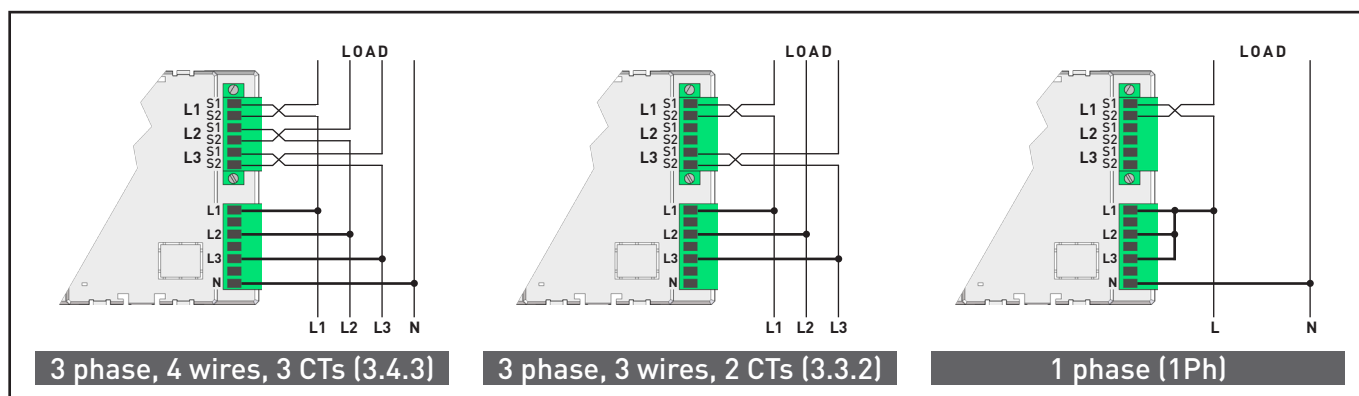 LOAD
L1 S1
S2
L2 S1
S2
L3 S1
S2
L1
L2
L3
N
L1 L2 L3 N
3 phase, 4 wires, 3 CTs (3.4.3)
LOAD
L1 S1
S2
L2 S1
S2
L3 S1
S2
L1
L2
L3
N
L1 L2 L3
3 phase, 3 wires, 2 CTs (3.3.2)
LOAD
L1 S1
S2
L2 S1
S2
L3 S1
S2
L1
L2
L3
N
L N
1 phase (1Ph)